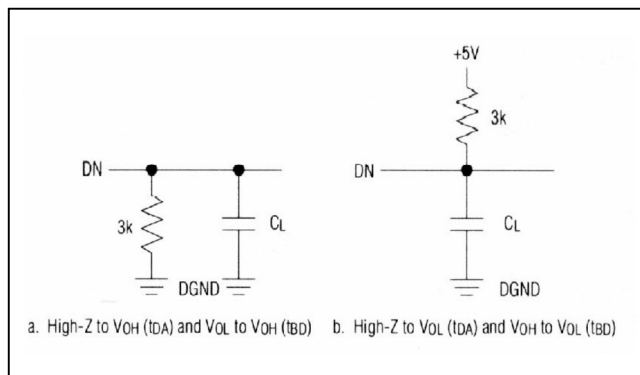 +5V
3k
DN
DN
3k
CL
CL
DGND
DGND
a. High-Z to VOH (tDA) and VOL to VOH (tBD)
b. High-Z to VOL (tDA) and VOH to VOL (tBD)